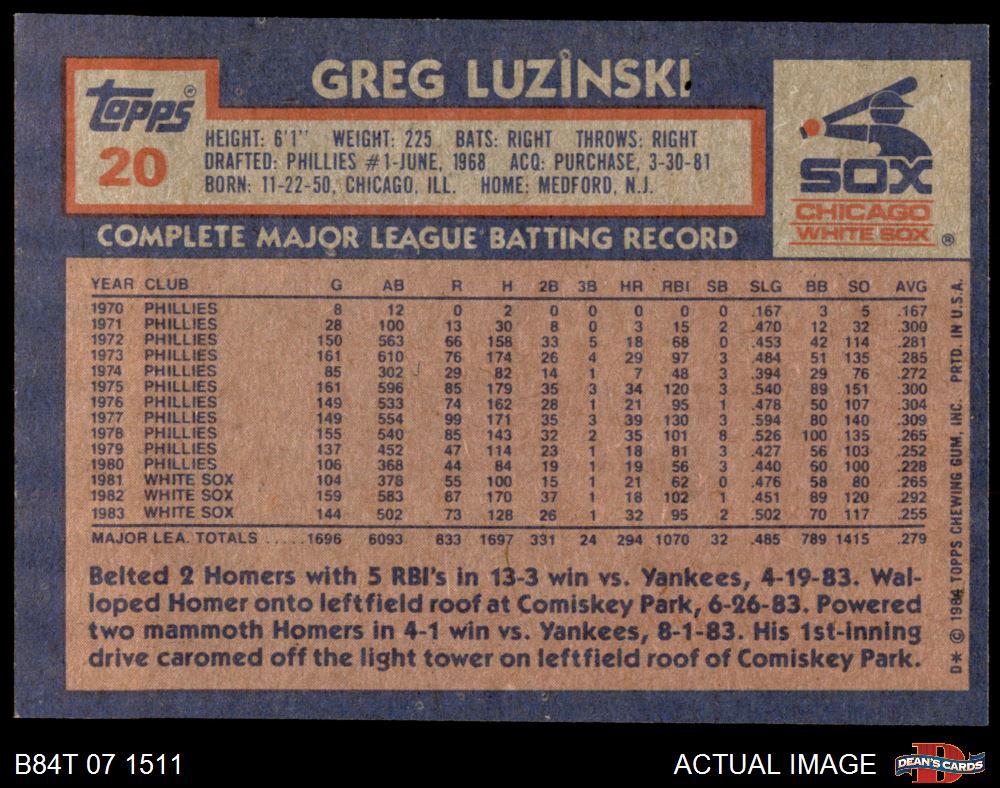 GREG LUZINSKI
Topps®
20
HEIGHT: 6'1" WEIGHT: 225 BATS: RIGHT THROWS: RIGHT
DRAFTED: PHILLIES #1-JUNE, 1968 ACQ: PURCHASE, 3-30-81
BORN: 11-22-50, CHICAGO, ILL. HOME: MEDFORD, N.J.
SOX
CHICAGO
WHITE SOX ®
COMPLETE MAJOR LEAGUE BATTING RECORD
YEAR CLUB G AB R H 2B 3B HR RBI SB SLG BB SO AVG
1970 PHILLIES 8 12 0 2 0 0 0 0 0 .167 3 5 .167
1971 PHILLIES 28 100 13 30 8 0 3 15 2 .470 12 32 .300
1972 PHILLIES 150 563 66 158 33 5 18 68 0 .453 42 114 .281
1973 PHILLIES 161 610 76 174 26 4 29 97 3 .484 51 135 .285
1974 PHILLIES 85 302 29 82 14 1 7 48 3 .394 29 76 .272
1975 PHILLIES 161 596 85 179 35 3 34 120 3 .540 89 151 .300
1976 PHILLIES 149 533 74 162 28 1 21 95 1 .478 50 107 .304
1977 PHILLIES 149 554 99 171 35 3 39 130 3 .594 80 140 .309
1978 PHILLIES 155 540 85 143 32 2 35 101 8 .526 100 135 .265
1979 PHILLIES 137 452 47 114 23 1 18 81 3 .427 56 103 .252
1980 PHILLIES 106 368 44 84 19 1 19 56 3 .440 60 100 .228
1981 WHITE SOX 104 378 55 100 15 1 21 62 0 .476 58 80 .265
1982 WHITE SOX 159 583 87 170 37 1 18 102 1 .451 89 120 .292
1983 WHITE SOX 144 502 73 128 26 1 32 95 2 .502 70 117 .255
MAJOR LEA. TOTALS .....1696 6093 833 1697 331 24 294 1070 32 .485 789 1415 .279
Belted 2 Homers with 5 RBI's in 13-3 win vs. Yankees, 4-19-83. Wal-
loped Homer onto leftfield roof at Comiskey Park, 6-26-83. Powered
two mammoth Homers in 4-1 win vs. Yankees, 8-1-83. His 1st-inning
drive caromed off the light tower on leftfield roof of Comiskey Park.
D* © 1984 TOPPS CHEWING GUM, INC. PRTD. IN U.S.A.
B84T 07 1511
ACTUAL IMAGE
DEAN'S CARDS